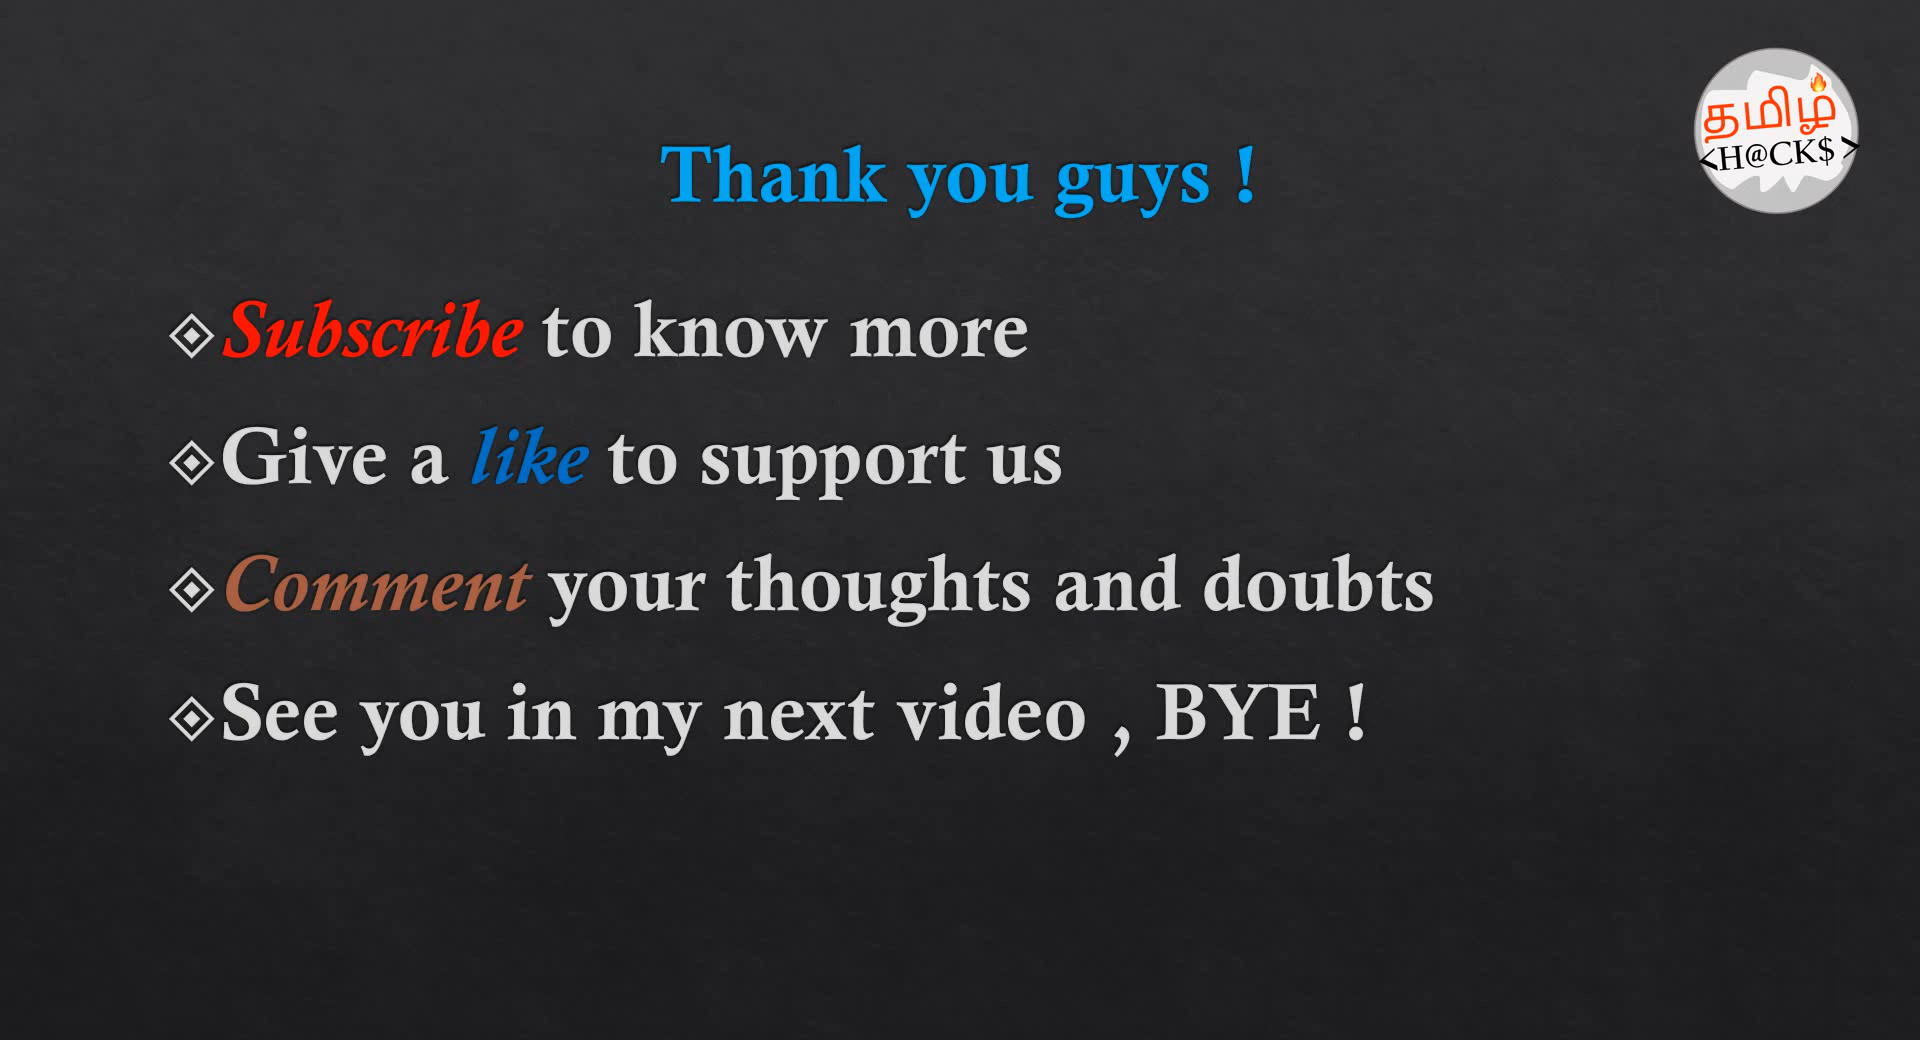 தமிழ்
<H@CK$ >
Thank you guys !
Subscribe to know more
Give a like to support us
Comment your thoughts and doubts
See you in my next video , BYE !